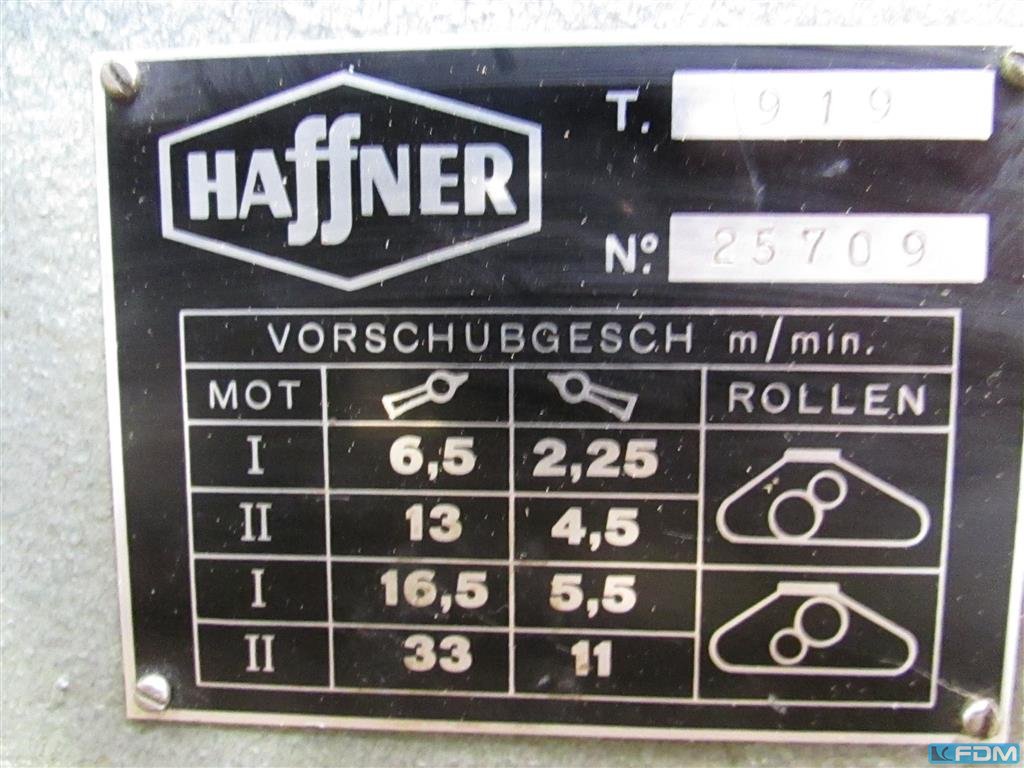 HAffNER
T. 919
Nº. 25709
VORSCHUBGESCH m/min.
MOT ROLLEN
I 6,5 2,25
II 13 4,5
I 16,5 5,5
II 33 11
FDM